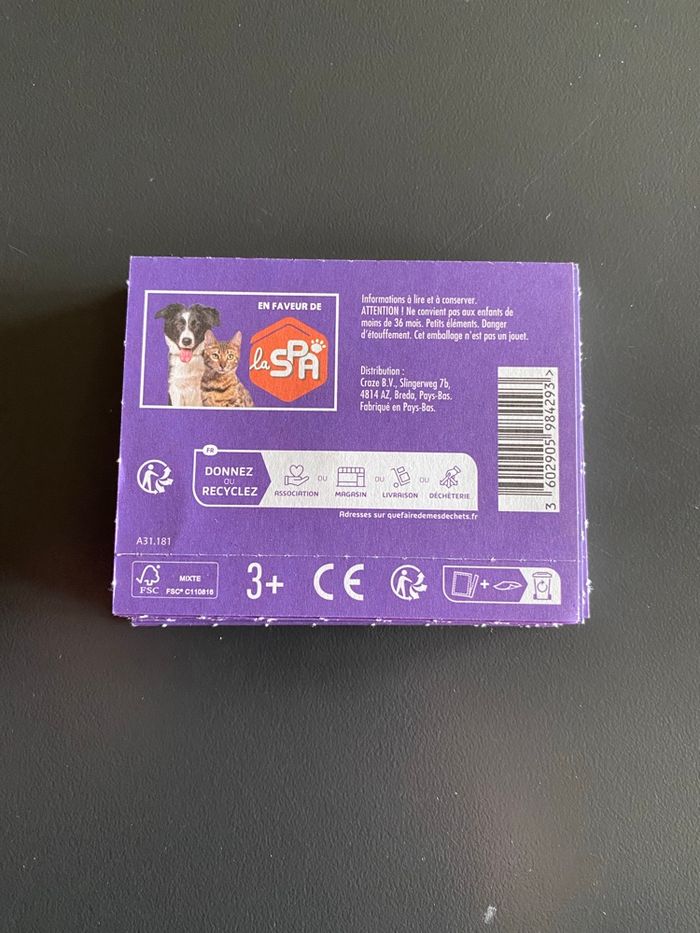 EN FAVEUR DE
la SPA
Informations à lire et à conserver.
ATTENTION ! Ne convient pas aux enfants de
moins de 36 mois. Petits éléments. Danger
d'étouffement. Cet emballage n'est pas un jouet.
Distribution :
Craze B.V., Slingerweg 7b,
4814 AZ, Breda, Pays-Bas.
Fabriqué en Pays-Bas.
3 602905 984293 >
FR
DONNEZ
OU
RECYCLEZ
ASSOCIATION OU MAGASIN OU LIVRAISON OU DÉCHÈTERIE
Adresses sur quefairedemesdechets.fr
A31.181
FSC
MIXTE
FSC® C110816
3+
CE
FR
+